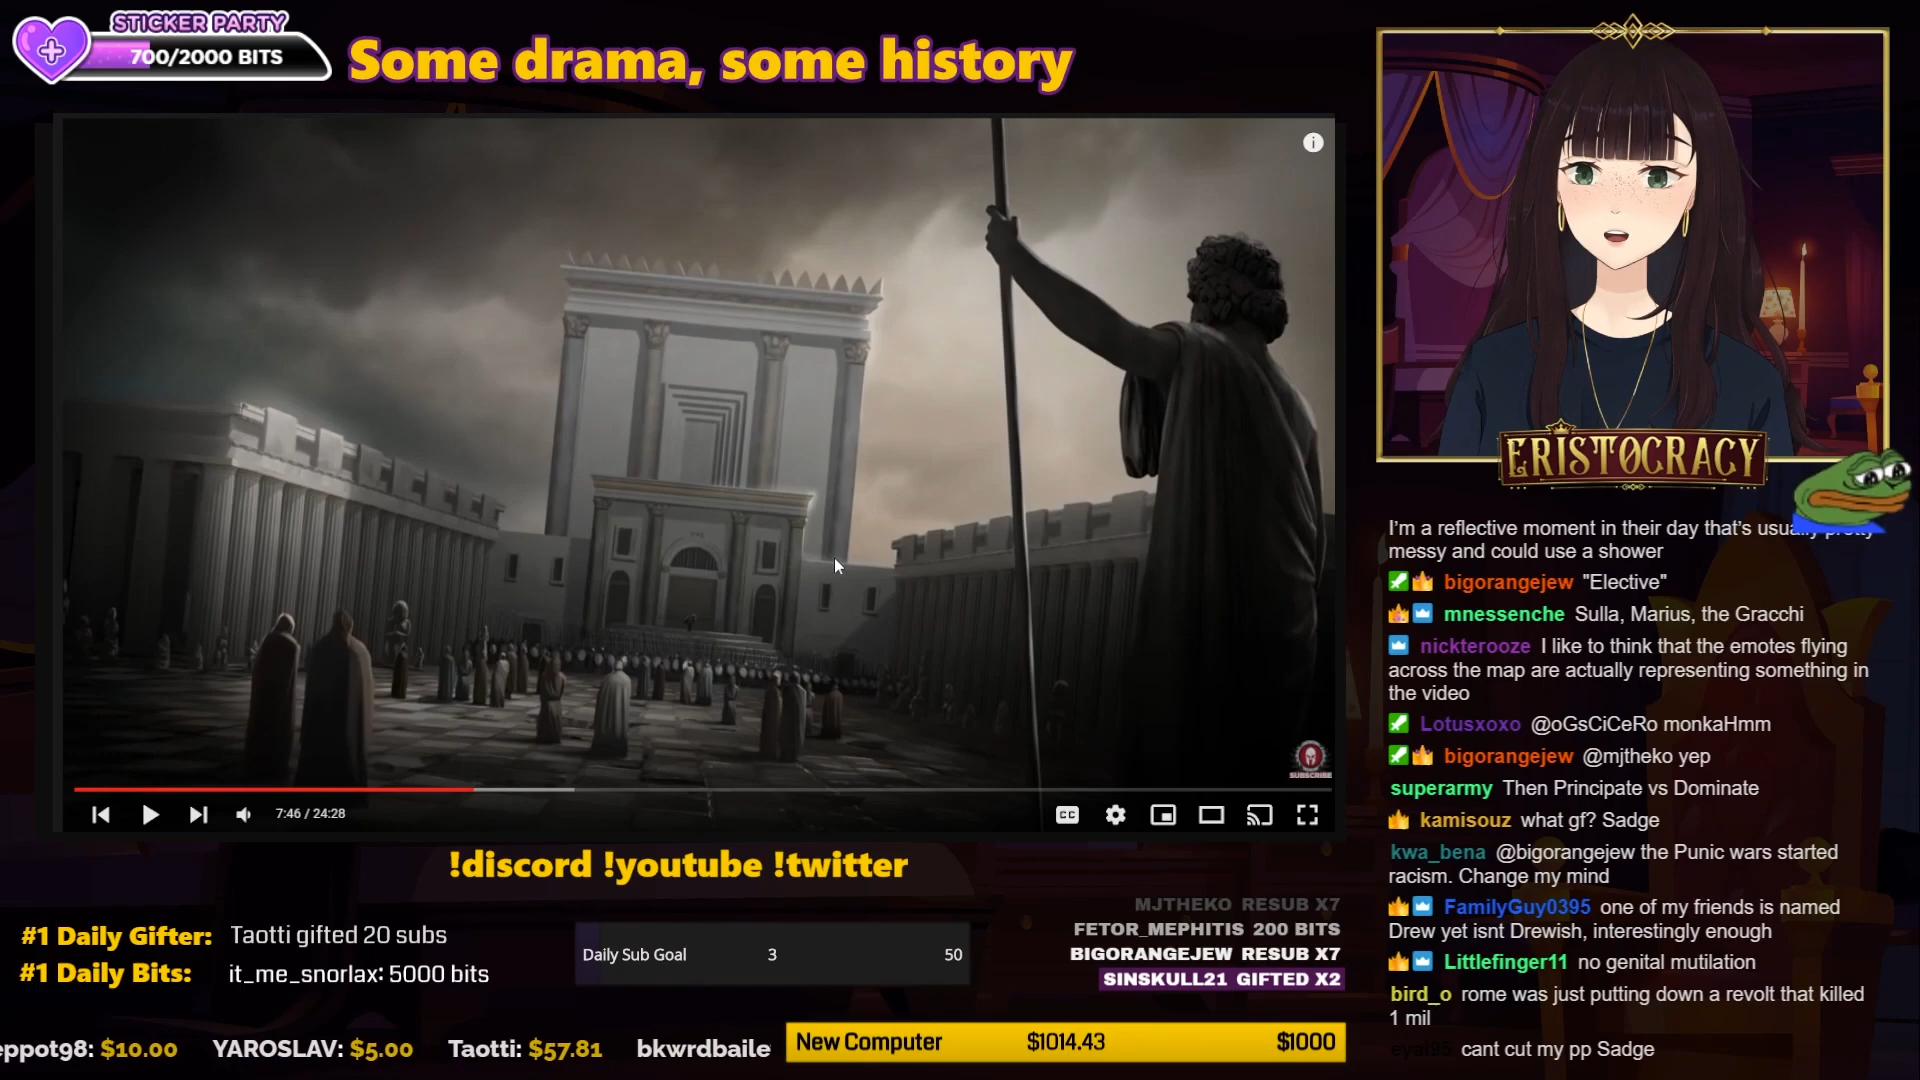 STICKER PARTY
700/2000 BITS
Some drama, some history
i
SUBSCRIBE
7:46 / 24:28
CC
!discord !youtube !twitter
#1 Daily Gifter: Taotti gifted 20 subs
#1 Daily Bits: it_me_snorlax: 5000 bits
Daily Sub Goal 3 50
MJTHEKO RESUB X7
FETOR_MEPHITIS 200 BITS
BIGORANGEJEW RESUB X7
SINSKULL21 GIFTED X2
eppot98: $10.00 YAROSLAV: $5.00 Taotti: $57.81 bkwrdbaile
New Computer $1014.43 $1000
ERISTOCRACY
I'm a reflective moment in their day that's usually pretty
messy and could use a shower
bigorangejew "Elective"
mnessenche Sulla, Marius, the Gracchi
nickterooze I like to think that the emotes flying
across the map are actually representing something in
the video
Lotusxoxo @oGsCiCeRo monkaHmm
bigorangejew @mjtheko yep
superarmy Then Principate vs Dominate
kamisouz what gf? Sadge
kwa_bena @bigorangejew the Punic wars started
racism. Change my mind
FamilyGuy0395 one of my friends is named
Drew yet isnt Drewish, interestingly enough
Littlefinger11 no genital mutilation
bird_o rome was just putting down a revolt that killed
1 mil
eyal95 cant cut my pp Sadge